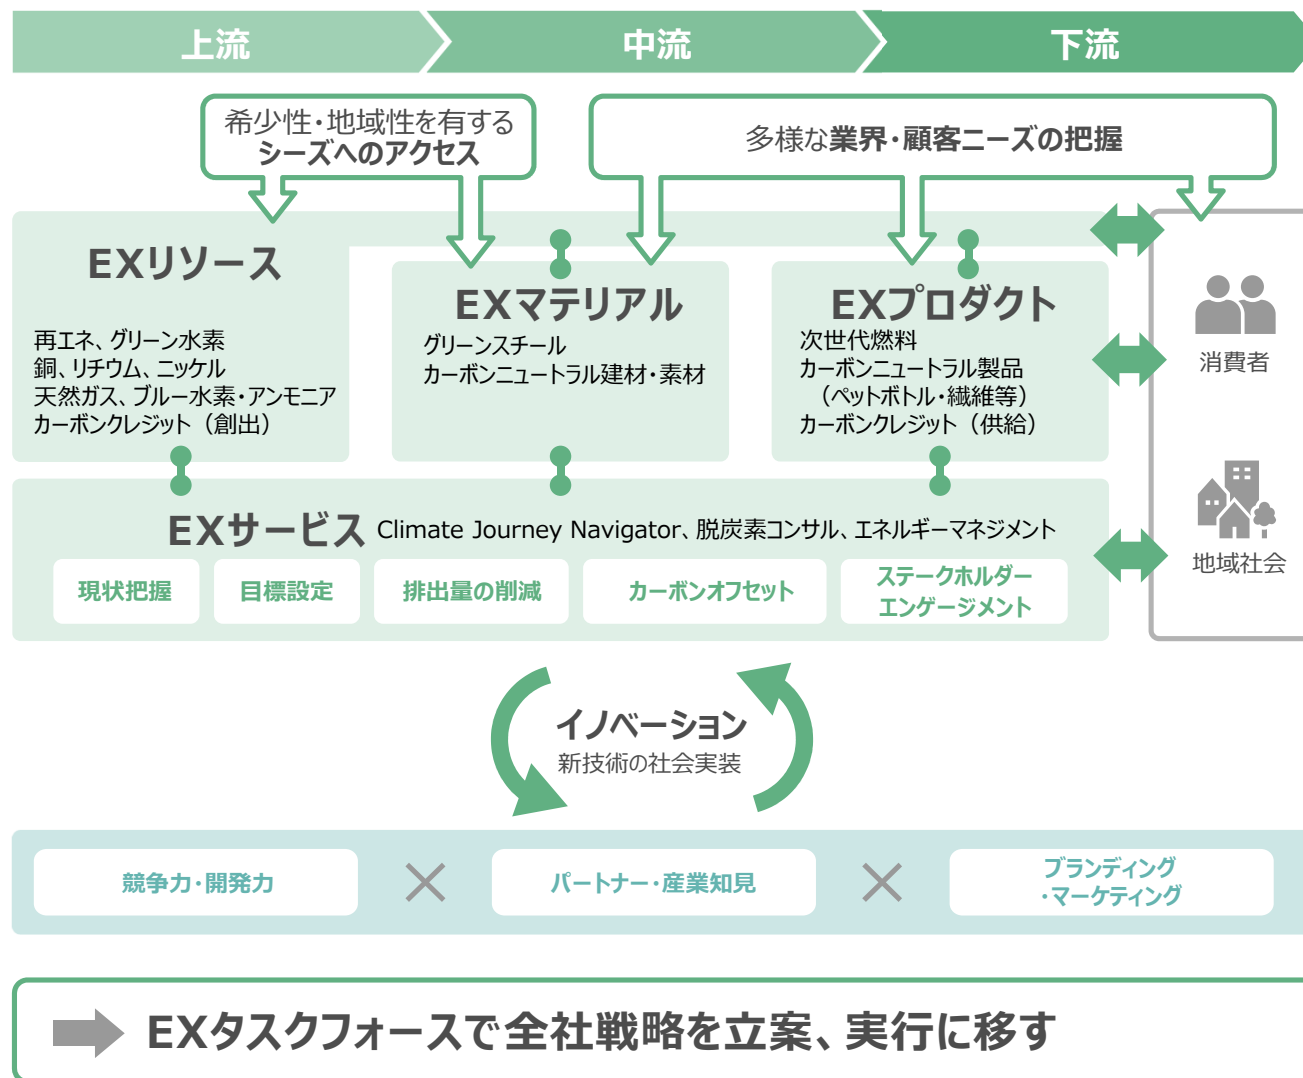 上流
中流
下流
希少性・地域性を有する
シーズへのアクセス
多様な業界・顧客ニーズの把握
EXリソース
再エネ、グリーン水素
銅、リチウム、ニッケル
天然ガス、ブルー水素・アンモニア
カーボンクレジット（創出）
EXマテリアル
グリーンスチール
カーボンニュートラル建材・素材
EXプロダクト
次世代燃料
カーボンニュートラル製品
（ペットボトル・繊維等）
カーボンクレジット（供給）
消費者
地域社会
EXサービス Climate Journey Navigator、脱炭素コンサル、エネルギーマネジメント
現状把握
目標設定
排出量の削減
カーボンオフセット
ステークホルダー
エンゲージメント
イノベーション
新技術の社会実装
競争力・開発力
×
パートナー・産業知見
×
ブランディング
・マーケティング
EXタスクフォースで全社戦略を立案、実行に移す